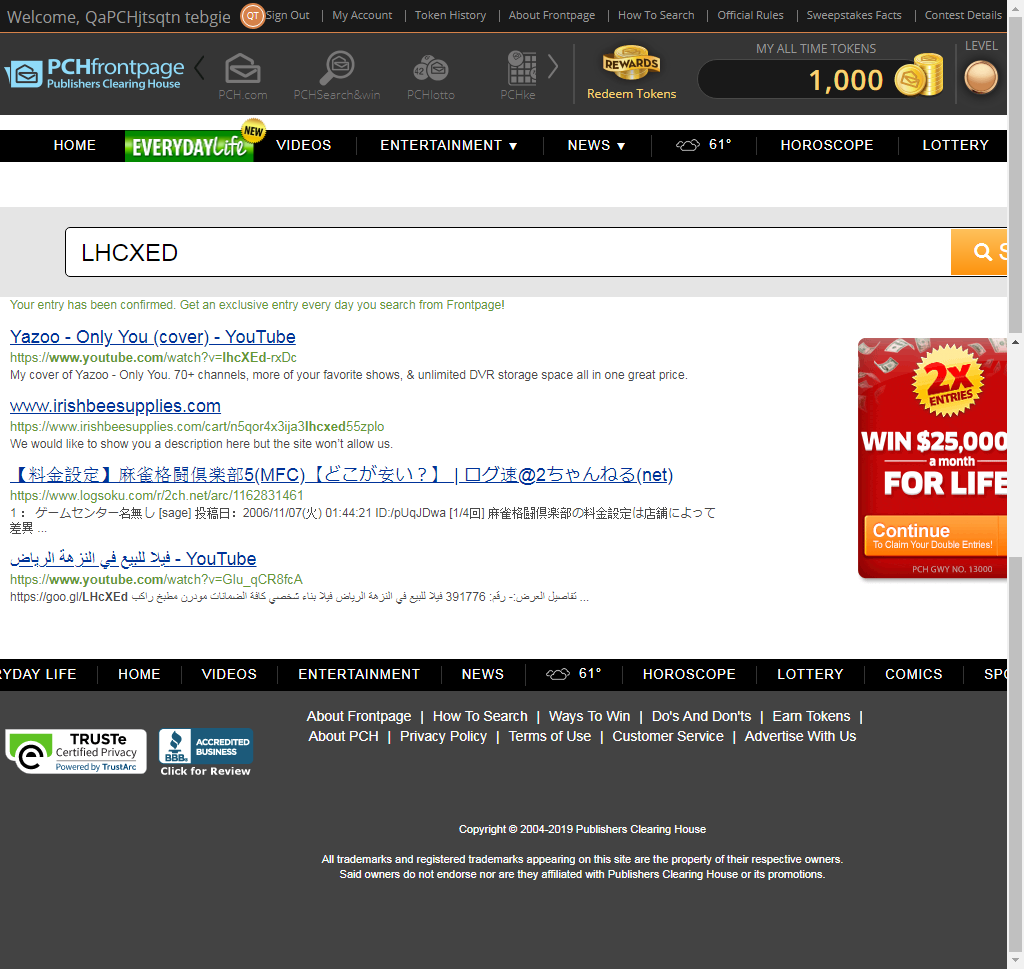 Welcome, QaPCHjtsqtn tebgie QT Sign Out | My Account | Token History | About Frontpage | How To Search | Official Rules | Sweepstakes Facts | Contest Details
PCHfrontpage
Publishers Clearing House
PCH.com
PCHSearch&win
42
PCHlotto
PCHke
REWARDS
Redeem Tokens
MY ALL TIME TOKENS
1,000
LEVEL
HOME
EVERYDAY Life
NEW
VIDEOS
ENTERTAINMENT ▼
NEWS ▼
61°
HOROSCOPE
LOTTERY
LHCXED
S
Your entry has been confirmed. Get an exclusive entry every day you search from Frontpage!
Yazoo - Only You (cover) - YouTube
https://www.youtube.com/watch?v=lhcXEd-rxDc
My cover of Yazoo - Only You. 70+ channels, more of your favorite shows, & unlimited DVR storage space all in one great price.
www.irishbeesupplies.com
https://www.irishbeesupplies.com/cart/n5qor4x3ija3lhcxed55zplo
We would like to show you a description here but the site won't allow us.
【料金設定】麻雀格闘倶楽部5(MFC)【どこが安い？】 | ログ速@2ちゃんねる(net)
https://www.logsoku.com/r/2ch.net/arc/1162831461
1： ゲームセンター名無し [sage] 投稿日：2006/11/07(火) 01:44:21 ID:/pUqJDwa [1/4回] 麻雀格闘倶楽部の料金設定は店舗によって
差異 ...
فيلا للبيع في النزهة الرياض - YouTube
https://www.youtube.com/watch?v=Glu_qCR8fcA
https://goo.gl/LHcXEd تفاصيل العرض:- رقم: 391776 فيلا للبيع في النزهة الرياض فيلا بناء شخصي كافة الضمانات مودرن مطبخ راكب ...
2X
ENTRIES
WIN $25,000
a month
FOR LIFE
Continue
To Claim Your Double Entries!
PCH GWY NO. 13000
RYDAY LIFE
HOME
VIDEOS
ENTERTAINMENT
NEWS
61°
HOROSCOPE
LOTTERY
COMICS
SPO
About Frontpage | How To Search | Ways To Win | Do's And Don'ts | Earn Tokens |
About PCH | Privacy Policy | Terms of Use | Customer Service | Advertise With Us
TRUSTe
Certified Privacy
Powered by TrustArc
BBB.
ACCREDITED
BUSINESS
Click for Review
Copyright © 2004-2019 Publishers Clearing House
All trademarks and registered trademarks appearing on this site are the property of their respective owners.
Said owners do not endorse nor are they affiliated with Publishers Clearing House or its promotions.